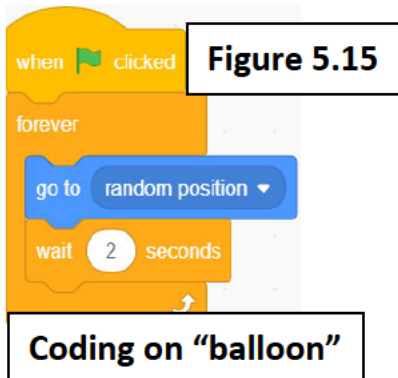 when clicked
Figure 5.15
forever
go to random position
wait 2 seconds
Coding on “balloon”